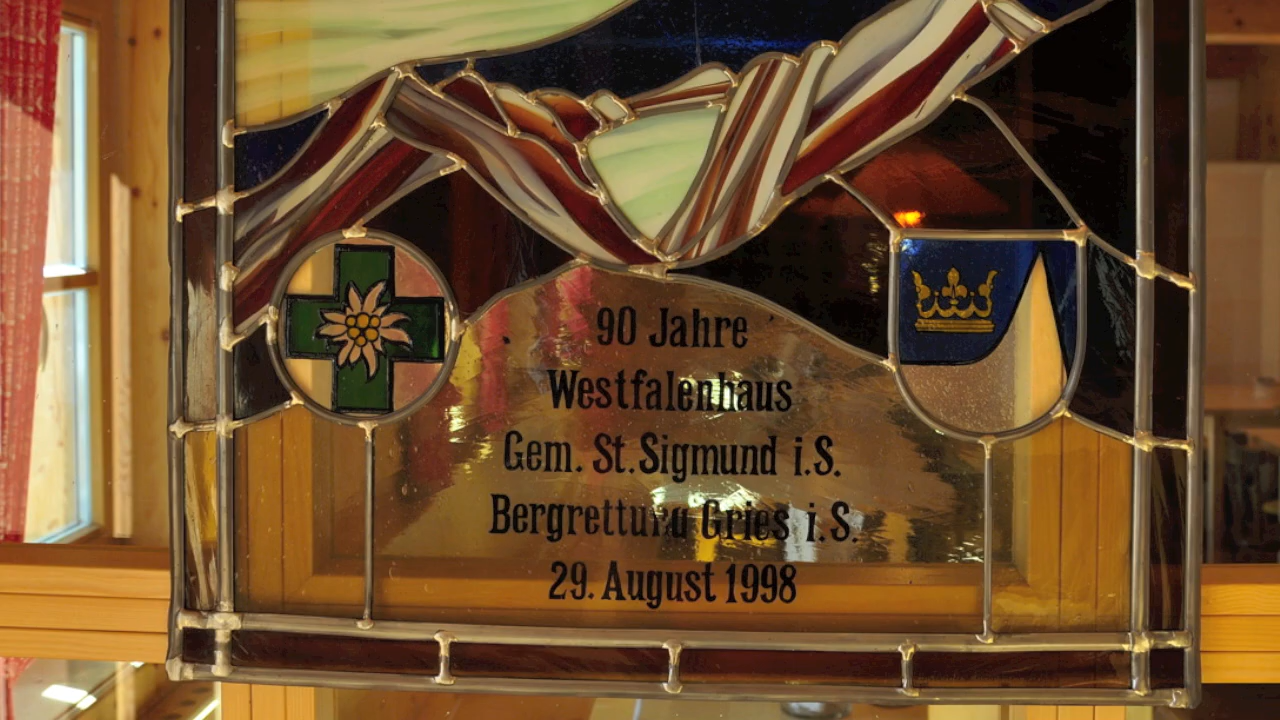 90 Jahre
Westfalenhaus
Gem. St. Sigmund i.S.
Bergrettung Gries i.S.
29. August 1998